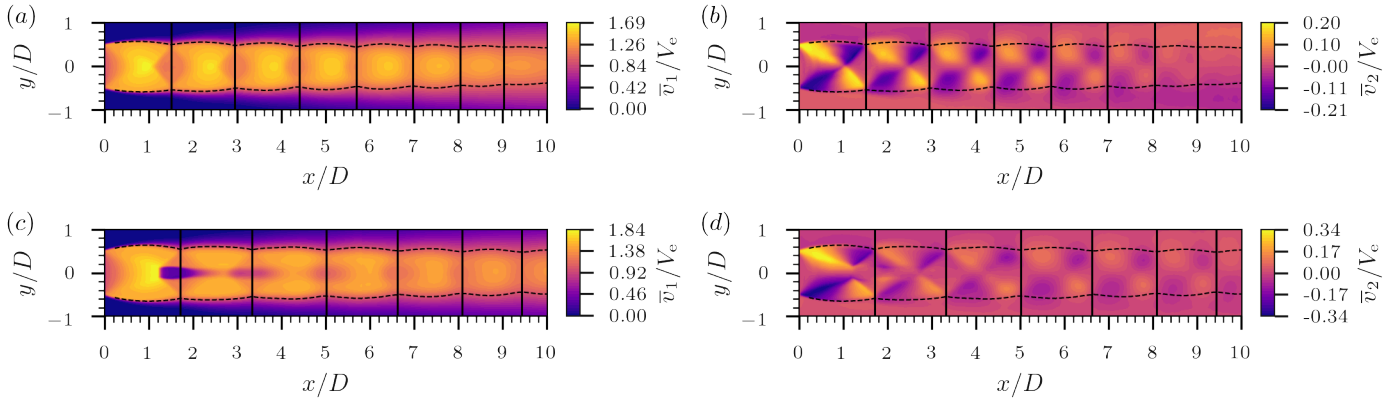 (a)
1
0
−1
y/D
0 1 2 3 4 5 6 7 8 9 10
x/D
1.69
1.26
0.84
0.42
0.00
v̅₁/Vₑ
(b)
1
0
−1
y/D
0 1 2 3 4 5 6 7 8 9 10
x/D
0.20
0.10
-0.00
-0.11
-0.21
v̅₂/Vₑ
(c)
1
0
−1
y/D
0 1 2 3 4 5 6 7 8 9 10
x/D
1.84
1.38
0.92
0.46
0.00
v̅₁/Vₑ
(d)
1
0
−1
y/D
0 1 2 3 4 5 6 7 8 9 10
x/D
0.34
0.17
0.00
-0.17
-0.34
v̅₂/Vₑ